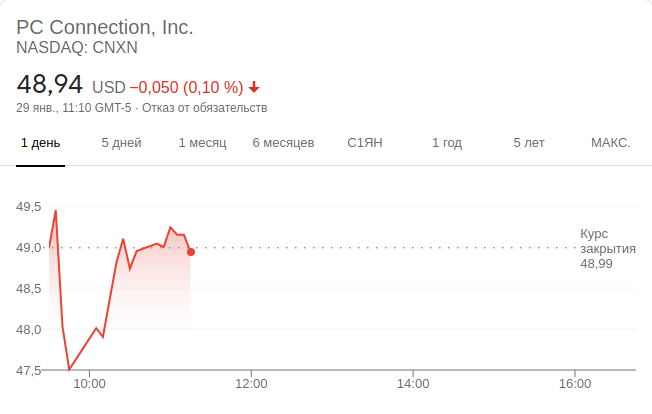 PC Connection, Inc.
NASDAQ: CNXN
48,94 USD −0,050 (0,10 %)
29 янв., 11:10 GMT-5 · Отказ от обязательств
1 день 5 дней 1 месяц 6 месяцев С1ЯН 1 год 5 лет МАКС.
49,5
Курс
49,0 закрытия
48,99
48,5
48,0
47,5
10:00 12:00 14:00 16:00